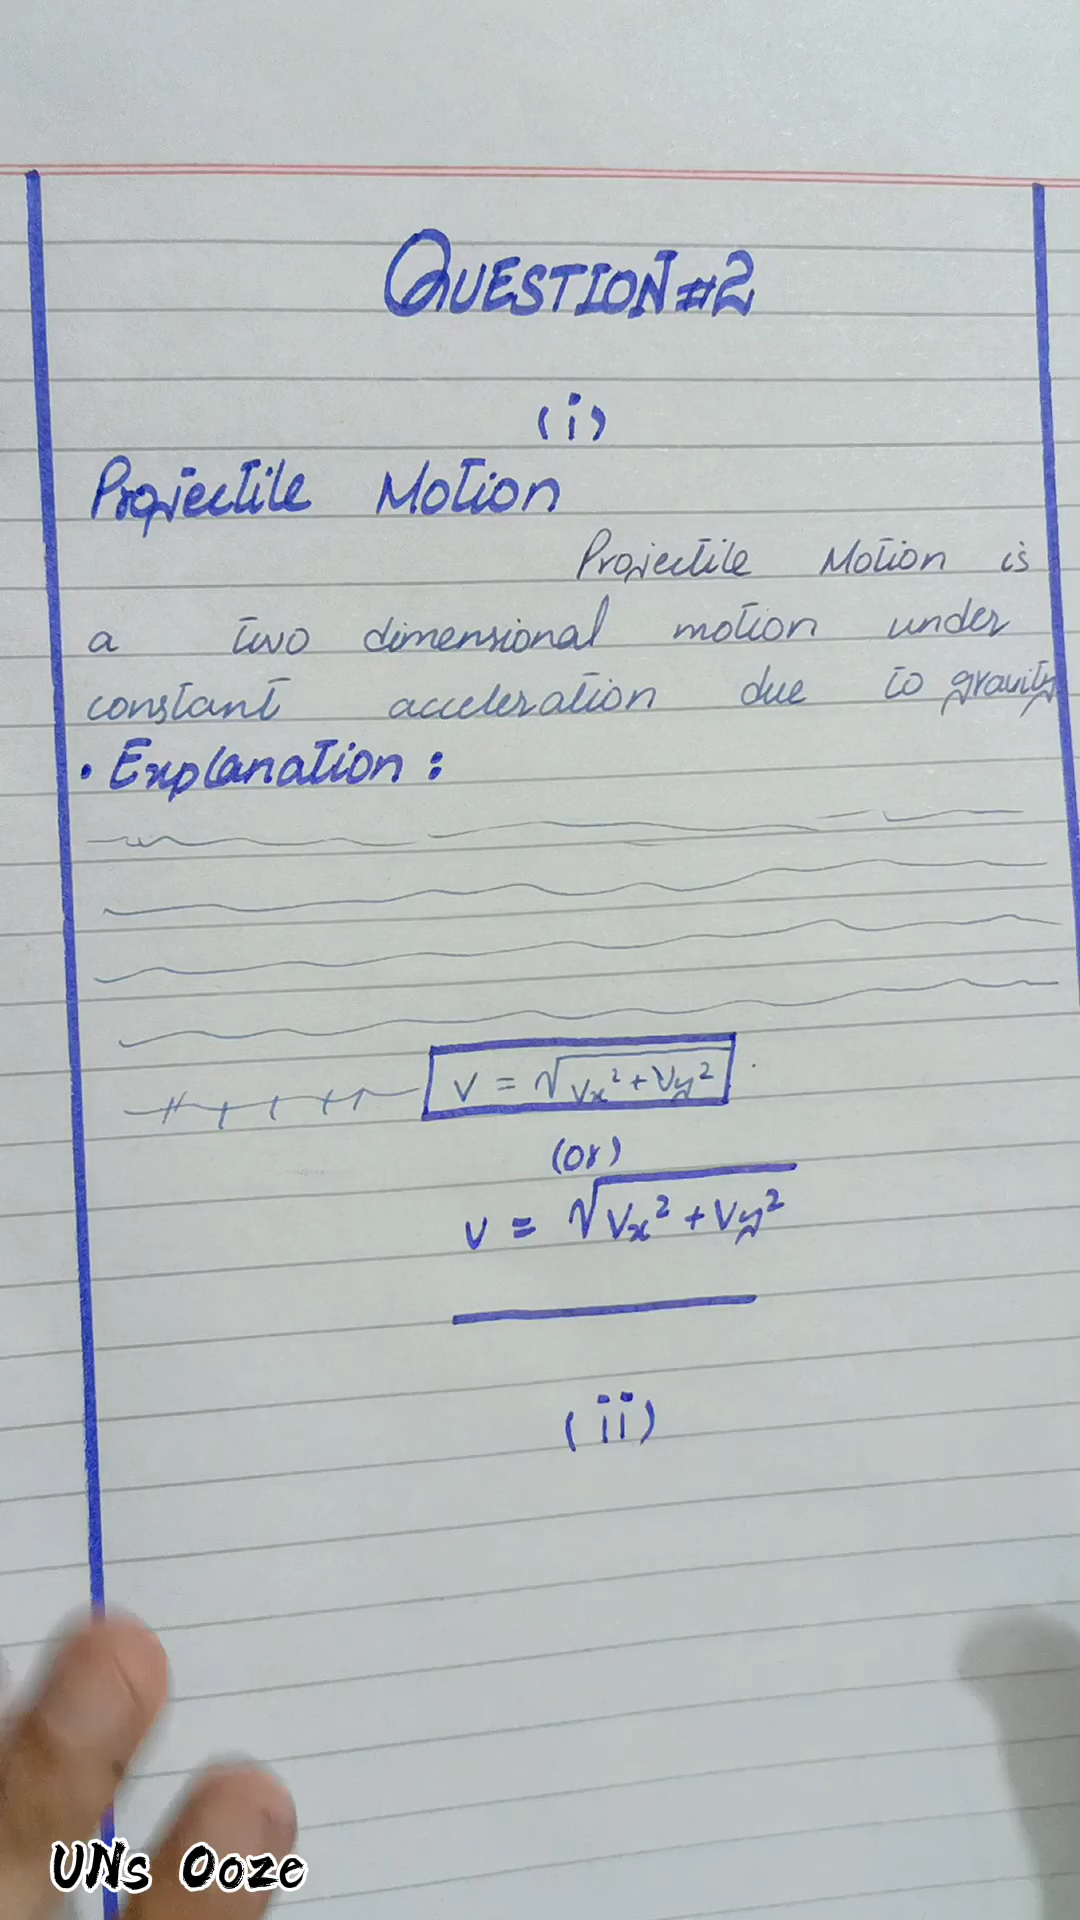 QUESTION#2
(i)
Projectile Motion
Projectile Motion is
a two dimensional motion under
constant acceleration due to gravity
• Explanation:
V = √Vx²+Vy²
(or)
V = √Vx²+Vy²
(ii)
UNs Ooze